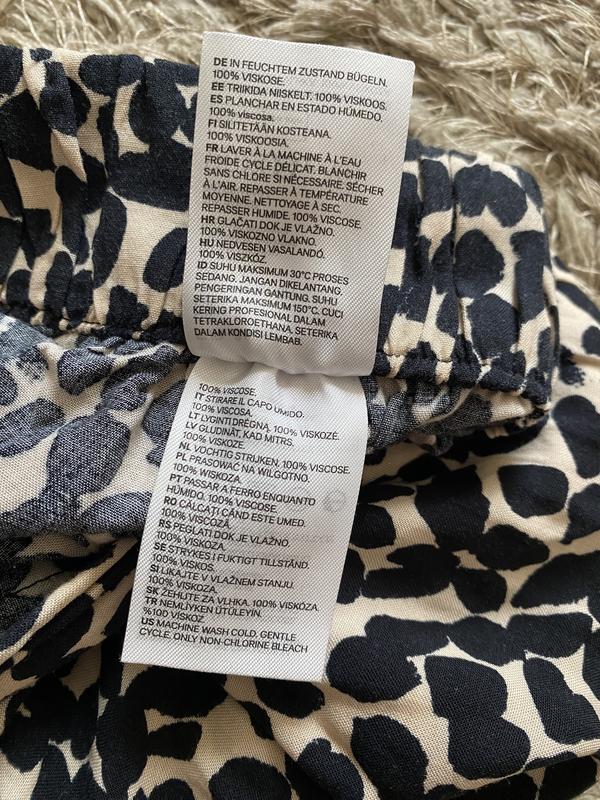 DE IN FEUCHTEM ZUSTAND BÜGELN.
100% VISKOSE.
EE TRIIKIDA NIISKELT. 100% VISKOOS.
ES PLANCHAR EN ESTADO HÚMEDO.
100% viscosa.
FI SILITETÄÄN KOSTEANA.
100% VISKOOSIA.
FR LAVER À LA MACHINE À L'EAU
FROIDE CYCLE DÉLICAT. BLANCHIR
SANS CHLORE SI NÉCESSAIRE. SÉCHER
À L'AIR. REPASSER À TEMPÉRATURE
MOYENNE. NETTOYAGE À SEC
REPASSER HUMIDE. 100% VISCOSE.
HR GLAČATI DOK JE VLAŽNO.
100% VISKOZNO VLAKNO.
HU NEDVESEN VASALANDÓ.
100% VISZKÓZ.
ID SUHU MAKSIMUM 30°C PROSES
SEDANG. JANGAN DIKELANTANG.
PENGERINGAN GANTUNG. SUHU
SETERIKA MAKSIMUM 150°C. CUCI
KERING PROFESIONAL DALAM
TETRAKLOROETHANA. SETERIKA
DALAM KONDISI LEMBAB.
100% VISCOSE.
IT STIRARE IL CAPO UMIDO.
100% VISCOSA.
LT LYGINTI DRĖGNĄ. 100% VISKOZĖ.
LV GLUDINĀT, KAD MITRS.
100% VISKOZE
NL VOCHTIG STRIJKEN. 100% VISCOSE.
PL PRASOWAĆ NA WILGOTNO.
100% WISKOZA.
PT PASSAR A FERRO ENQUANTO
HÚMIDO. 100% VISCOSE.
RO CĂLCAŢI CÂND ESTE UMED.
100% VISCOZĂ.
RS PEGLATI DOK JE VLAŽNO.
100% VISKOZA.
SE STRYKES I FUKTIGT TILLSTÅND.
100% VISKOS.
SI LIKAJTE V VLAŽNEM STANJU.
100% VISKOZA.
SK ŽEHLITE ZA VLHKA. 100% VISKÓZA.
TR NEMLİYKEN ÜTÜLEYİN.
%100 VİSKOZ
US MACHINE WASH COLD, GENTLE
CYCLE. ONLY NON-CHLORINE BLEACH